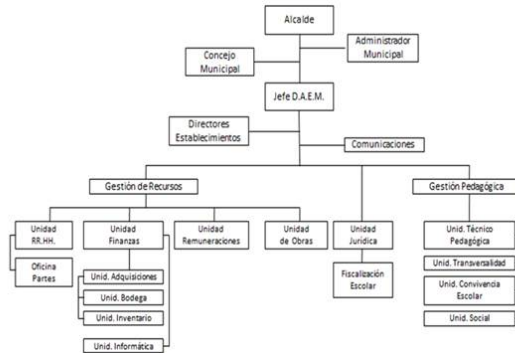 Alcalde
Administrador
Municipal
Concejo
Municipal
Jefe D.A.E.M.
Directores
Establecimientos
Comunicaciones
Gestión de Recursos
Gestión Pedagógica
Unidad
RR.HH.
Unidad
Finanzas
Unidad
Remuneraciones
Unidad
de Obras
Unidad
Jurídica
Unid. Técnico
Pedagógica
Oficina
Partes
Unid. Adquisiciones
Unid. Bodega
Unid. Inventario
Unid. Informática
Fiscalización
Escolar
Unid. Transversalidad
Unid. Convivencia
Escolar
Unid. Social